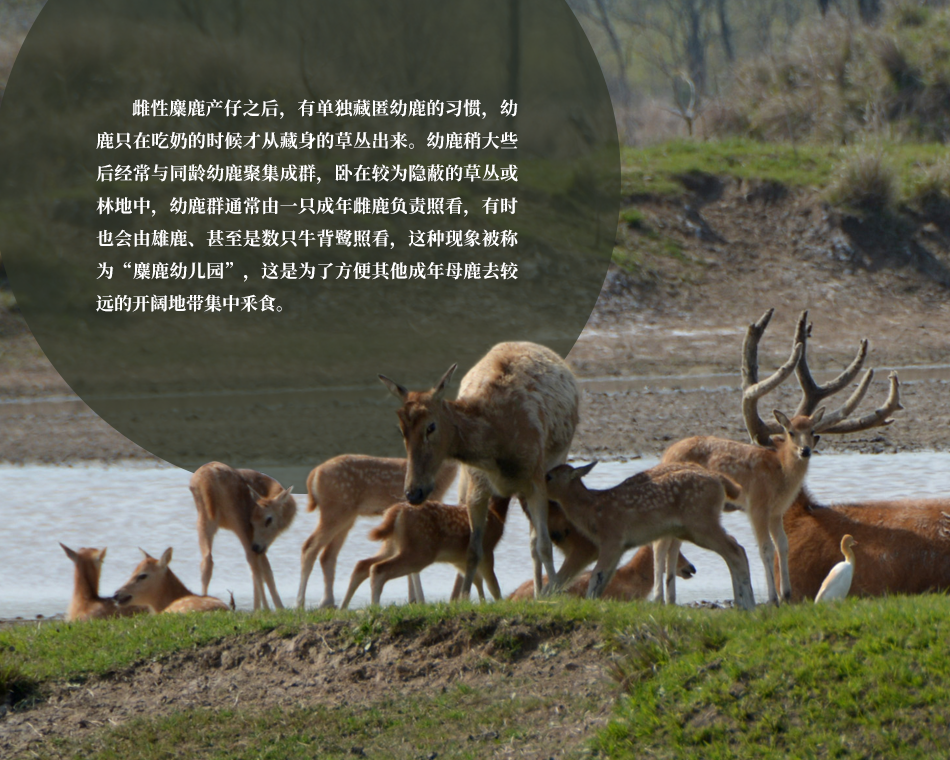 雌性麋鹿产仔之后，有单独藏匿幼鹿的习惯，幼
鹿只在吃奶的时候才从藏身的草丛出来。幼鹿稍大些
后经常与同龄幼鹿聚集成群，卧在较为隐蔽的草丛或
林地中，幼鹿群通常由一只成年雌鹿负责照看，有时
也会由雄鹿、甚至是数只牛背鹭照看，这种现象被称
为“麋鹿幼儿园”，这是为了方便其他成年母鹿去较
远的开阔地带集中采食。